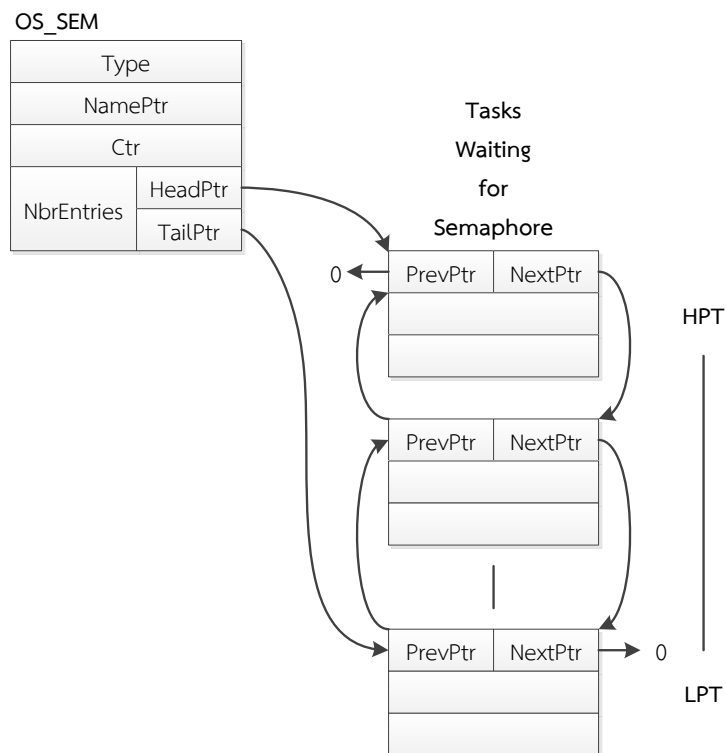 OS_SEM
Type
NamePtr
Ctr
NbrEntries
HeadPtr
TailPtr
Tasks
Waiting
for
Semaphore
0
PrevPtr
NextPtr
HPT
PrevPtr
NextPtr
PrevPtr
NextPtr
0
LPT